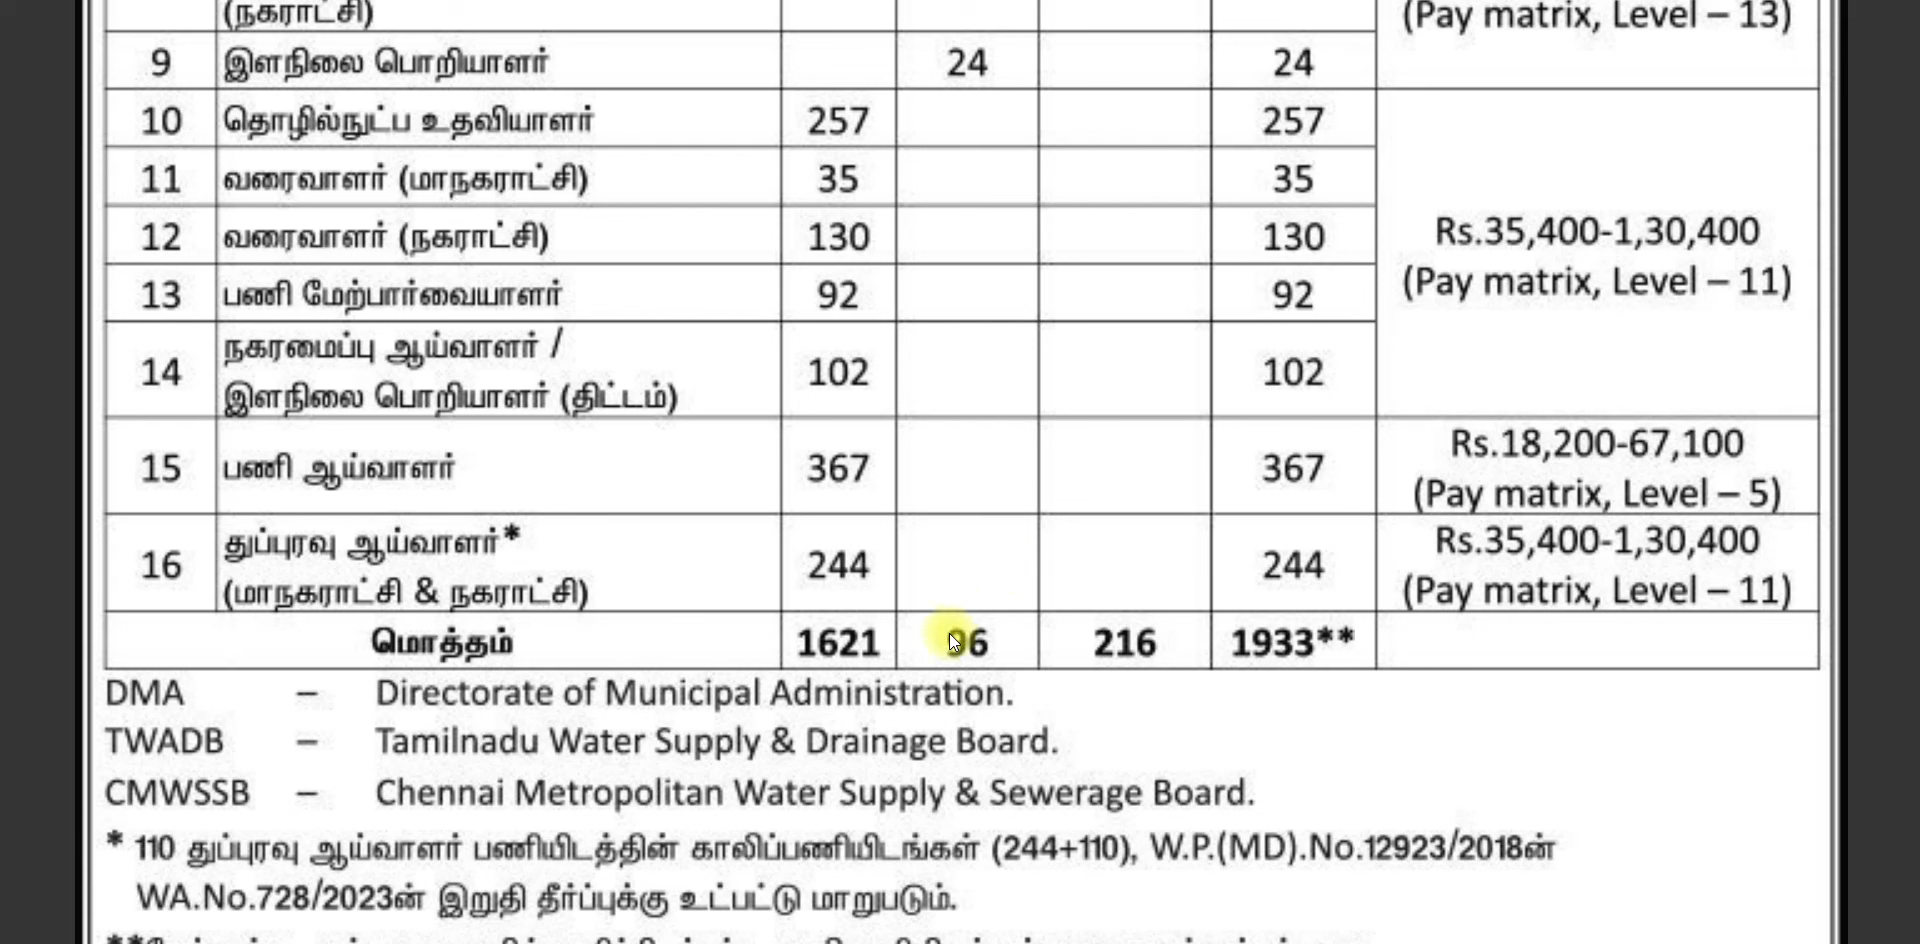 (நகராட்சி)
(Pay matrix, Level – 13)
9 இளநிலை பொறியாளர் 24 24
10 தொழில்நுட்ப உதவியாளர் 257 257
11 வரைவாளர் (மாநகராட்சி) 35 35
12 வரைவாளர் (நகராட்சி) 130 130
Rs.35,400-1,30,400
(Pay matrix, Level – 11)
13 பணி மேற்பார்வையாளர் 92 92
14 நகரமைப்பு ஆய்வாளர் / 102 102
இளநிலை பொறியாளர் (திட்டம்)
15 பணி ஆய்வாளர் 367 367 Rs.18,200-67,100
(Pay matrix, Level – 5)
16 துப்புரவு ஆய்வாளர்* 244 244 Rs.35,400-1,30,400
(மாநகராட்சி & நகராட்சி) (Pay matrix, Level – 11)
மொத்தம் 1621 96 216 1933**
DMA – Directorate of Municipal Administration.
TWADB – Tamilnadu Water Supply & Drainage Board.
CMWSSB – Chennai Metropolitan Water Supply & Sewerage Board.
* 110 துப்புரவு ஆய்வாளர் பணியிடத்தின் காலிப்பணியிடங்கள் (244+110), W.P.(MD).No.12923/2018ன்
WA.No.728/2023ன் இறுதி தீர்ப்புக்கு உட்பட்டு மாறுபடும்.